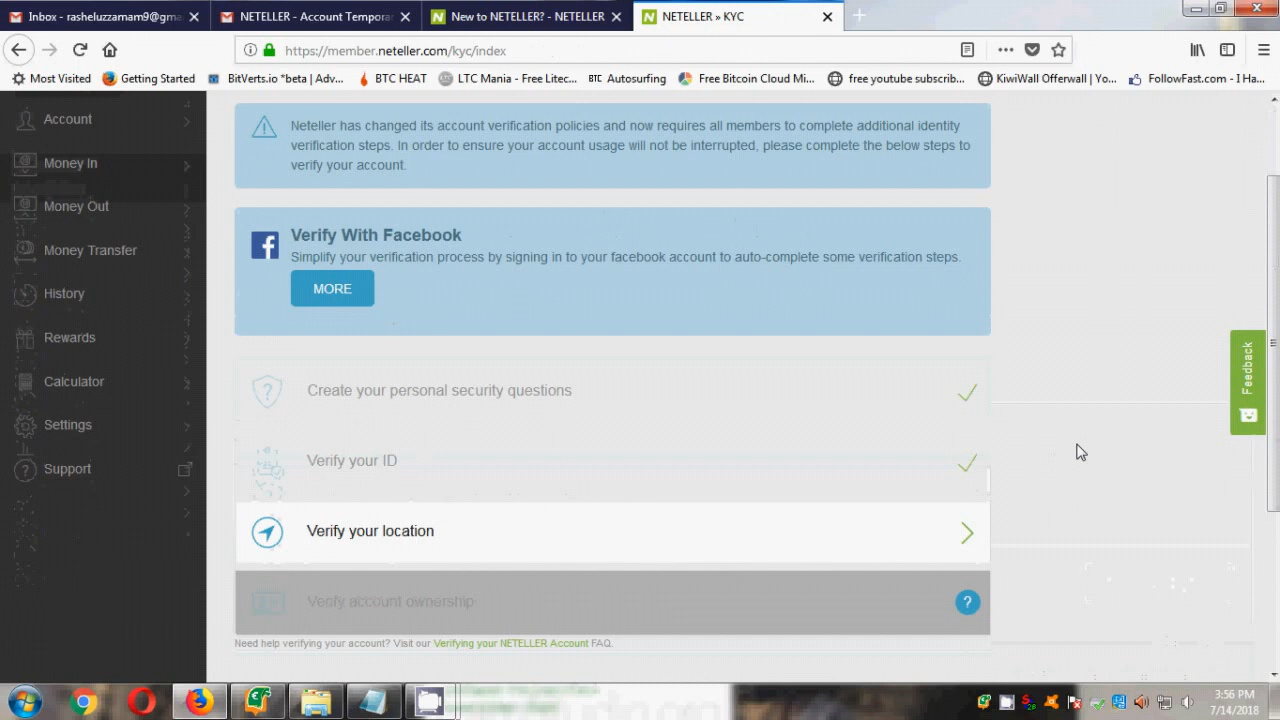 Inbox - rasheluzzamam9@gma
NETELLER - Account Tempora
New to NETELLER? - NETELLER
NETELLER » KYC
https://member.neteller.com/kyc/index
Most Visited
Getting Started
BitVerts.io *beta | Adv...
BTC HEAT
LTC Mania - Free Litec...
BTC Autosurfing
Free Bitcoin Cloud Mi...
free youtube subscrib...
KiwiWall Offerwall | Yo...
FollowFast.com - I Ha...
Account
Money In
Money Out
Money Transfer
History
Rewards
Calculator
Settings
Support
Neteller has changed its account verification policies and now requires all members to complete additional identity
verification steps. In order to ensure your account usage will not be interrupted, please complete the below steps to
verify your account.
Verify With Facebook
Simplify your verification process by signing in to your facebook account to auto-complete some verification steps.
MORE
Create your personal security questions
Verify your ID
Verify your location
Verify account ownership
Need help verifying your account? Visit our Verifying your NETELLER Account FAQ.
Feedback
3:56 PM
7/14/2018